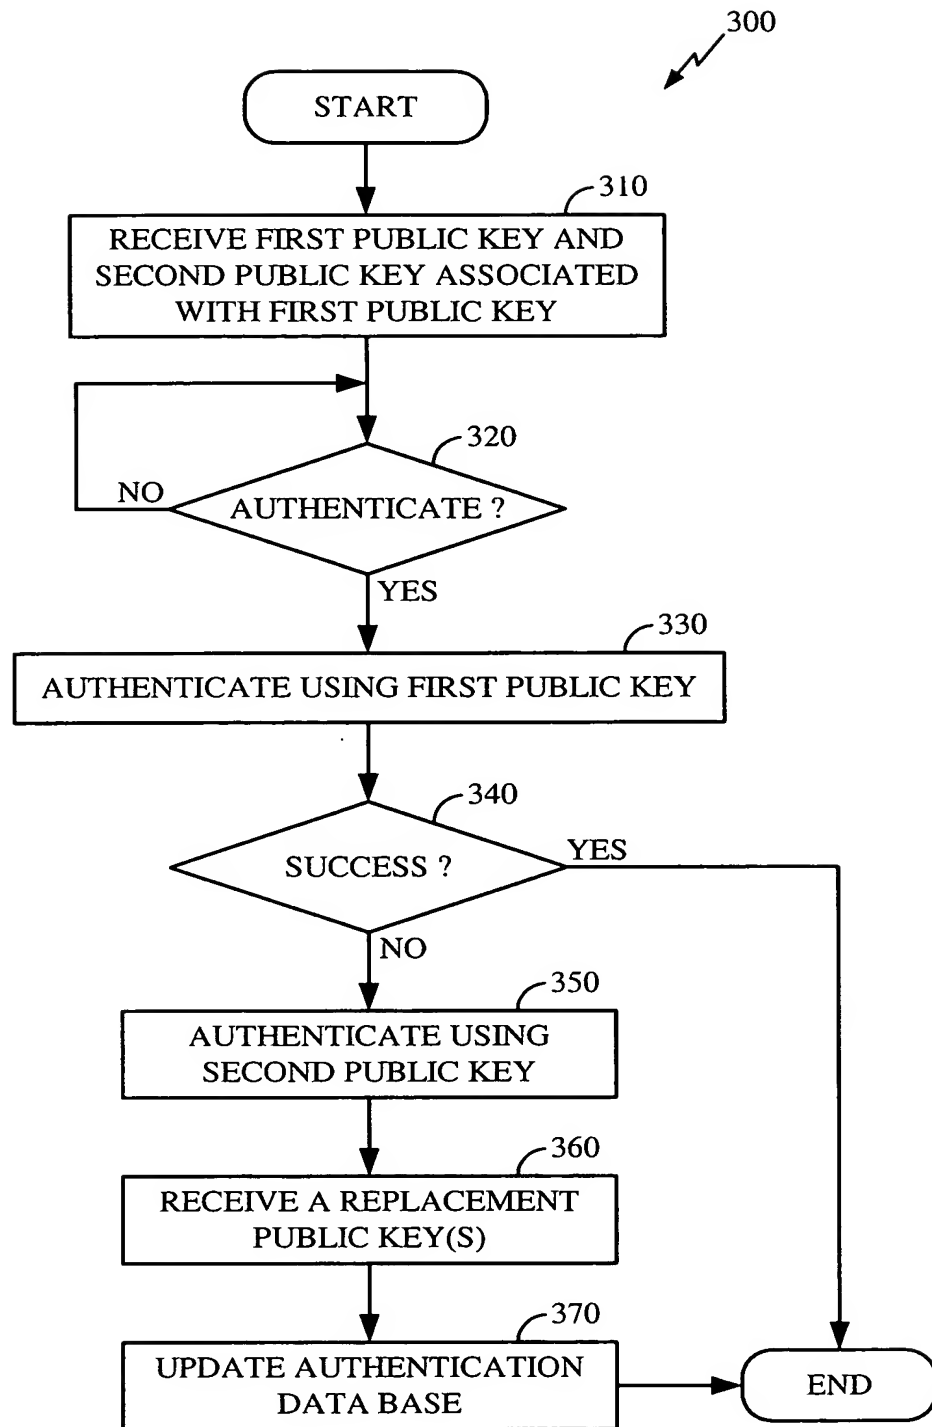 300
START
310
RECEIVE FIRST PUBLIC KEY AND
SECOND PUBLIC KEY ASSOCIATED
WITH FIRST PUBLIC KEY
320
NO
AUTHENTICATE ?
YES
330
AUTHENTICATE USING FIRST PUBLIC KEY
340
SUCCESS ?
YES
NO
350
AUTHENTICATE USING
SECOND PUBLIC KEY
360
RECEIVE A REPLACEMENT
PUBLIC KEY(S)
370
UPDATE AUTHENTICATION
DATA BASE
END